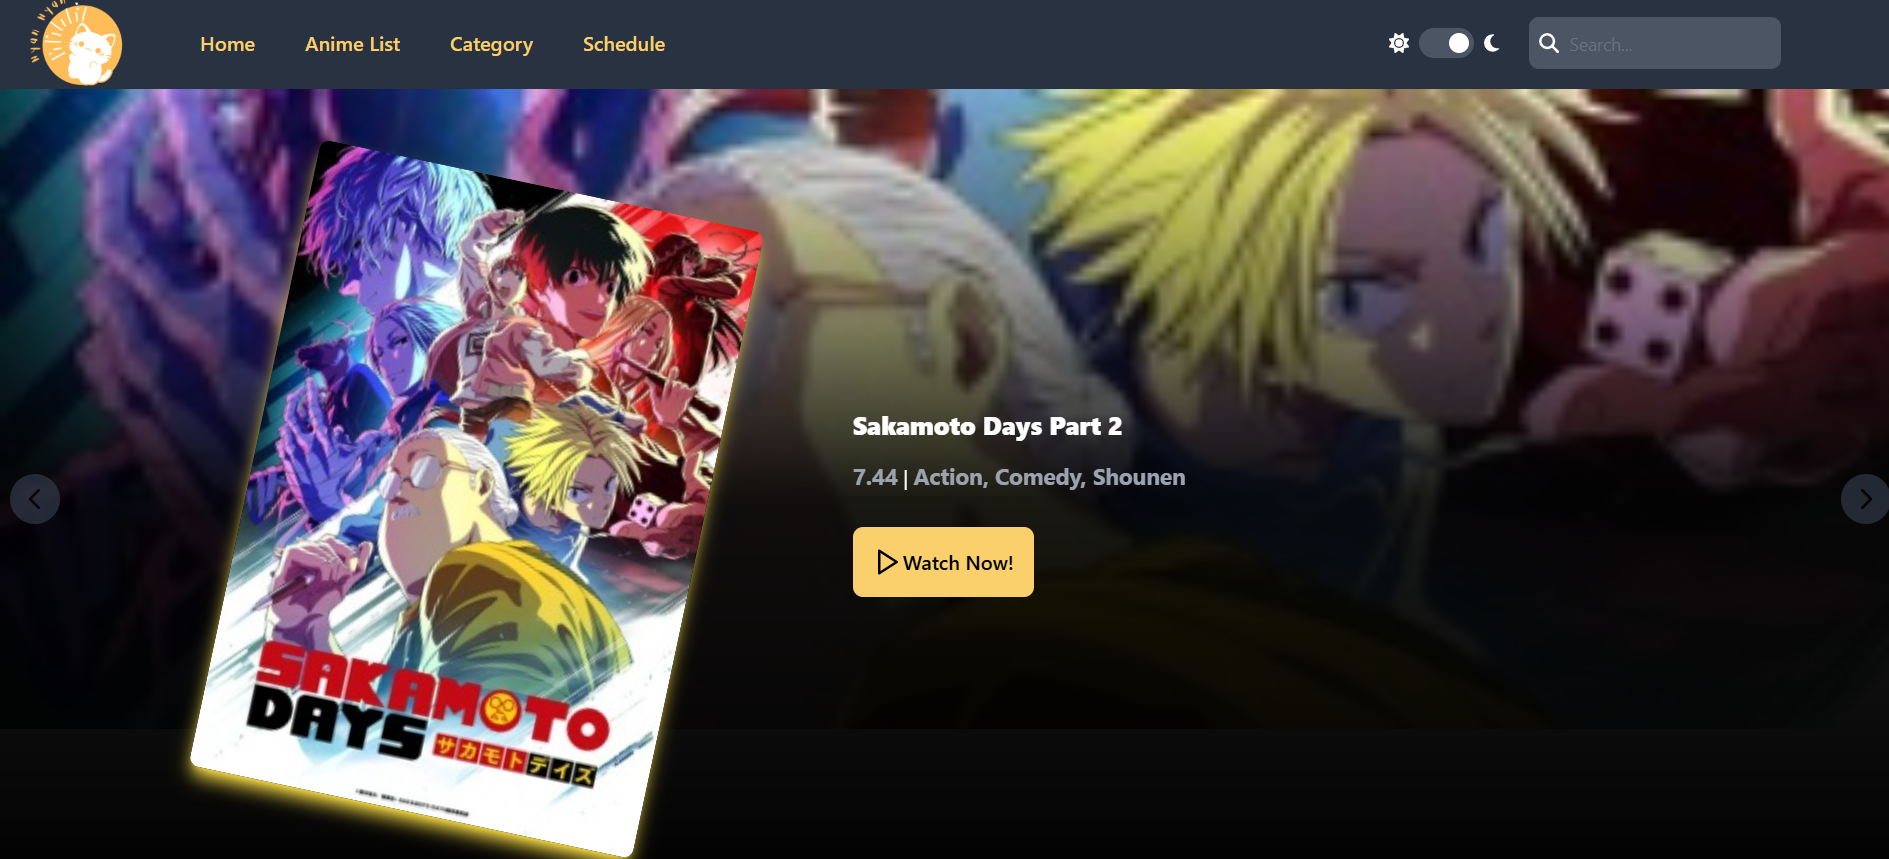 Nyan Nyan
Home
Anime List
Category
Schedule
Search...
Sakamoto Days Part 2
7.44 | Action, Comedy, Shounen
Watch Now!
SAKAMOTO
DAYS
サカモトデイズ